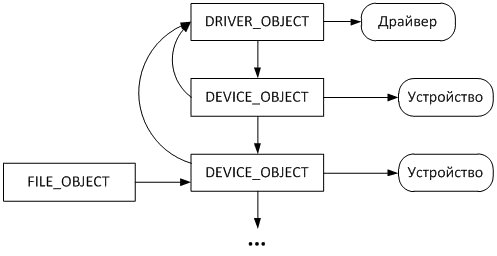 DRIVER_OBJECT
Драйвер
DEVICE_OBJECT
Устройство
DEVICE_OBJECT
Устройство
FILE_OBJECT
...